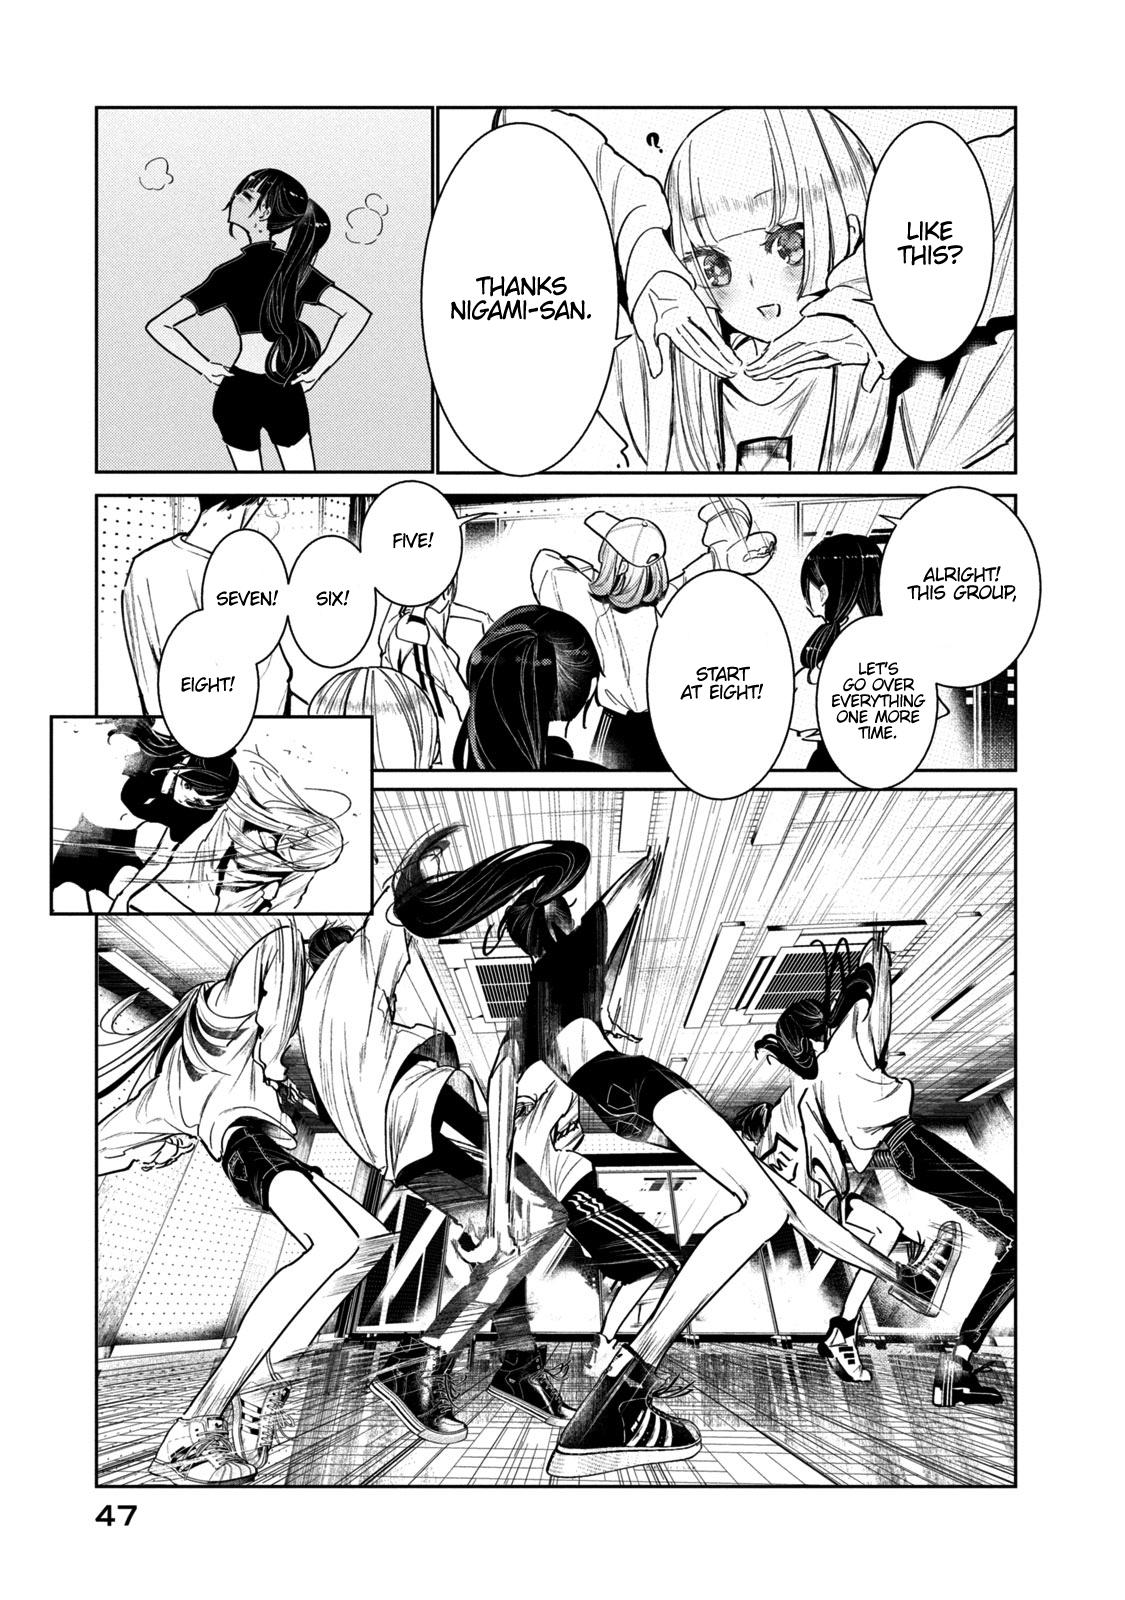 LIKE
THIS?
?
THANKS
NIGAMI-SAN.
ALRIGHT!
THIS GROUP,
LET'S
GO OVER
EVERYTHING
ONE MORE
TIME.
START
AT EIGHT!
FIVE!
SIX!
SEVEN!
EIGHT!
47